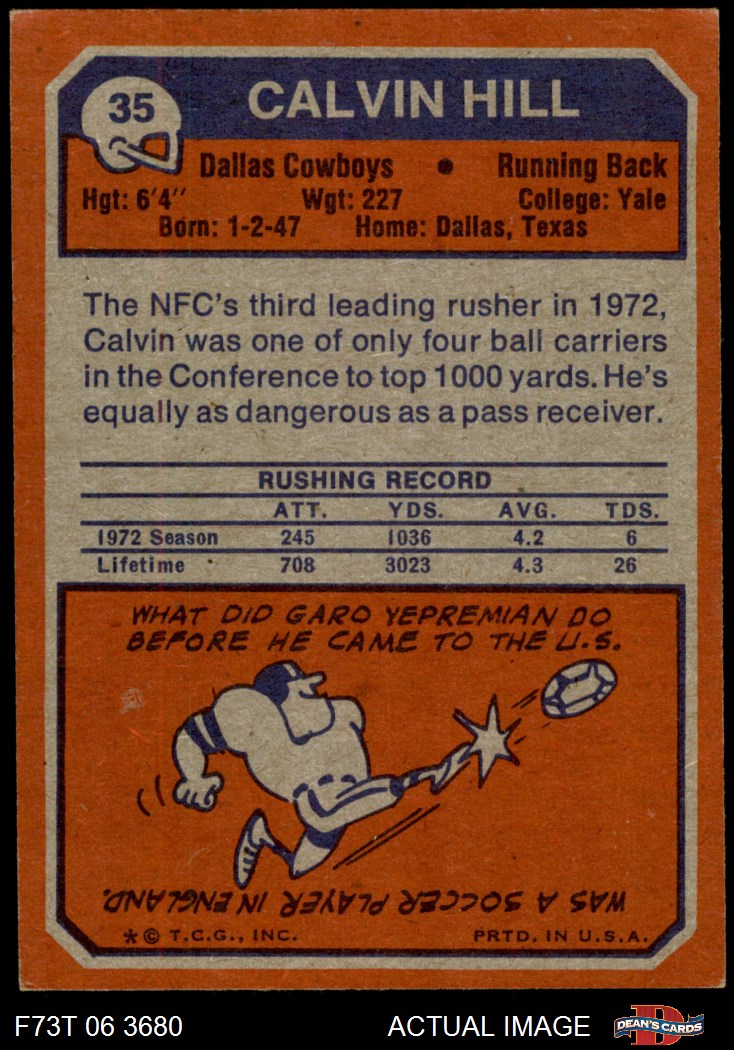 35
CALVIN HILL
Dallas Cowboys • Running Back
Hgt: 6'4" Wgt: 227 College: Yale
Born: 1-2-47 Home: Dallas, Texas
The NFC's third leading rusher in 1972,
Calvin was one of only four ball carriers
in the Conference to top 1000 yards. He's
equally as dangerous as a pass receiver.
RUSHING RECORD
ATT. YDS. AVG. TDS.
1972 Season 245 1036 4.2 6
Lifetime 708 3023 4.3 26
WHAT DID GARO YEPREMIAN DO
BEFORE HE CAME TO THE U.S.
WAS A SOCCER PLAYER IN ENGLAND.
*© T.C.G., INC. PRTD. IN U.S.A.
F73T 06 3680 ACTUAL IMAGE
D
DEAN'S CARDS